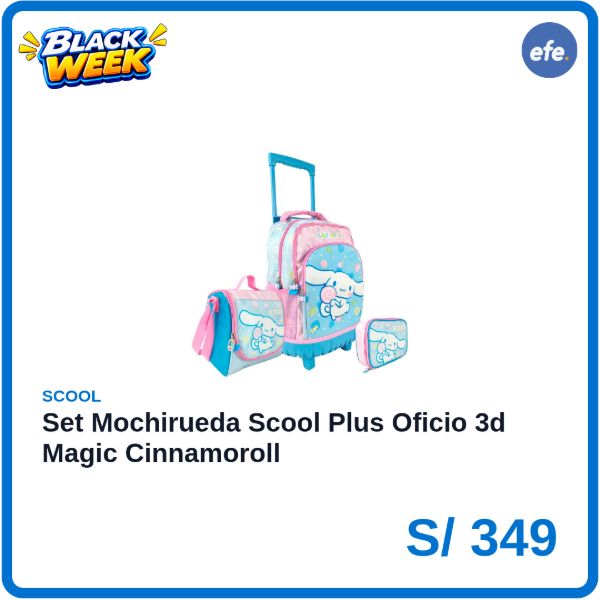 BLACK
WEEK
efe.
SCOOL
Set Mochirueda Scool Plus Oficio 3d
Magic Cinnamoroll
S/ 349